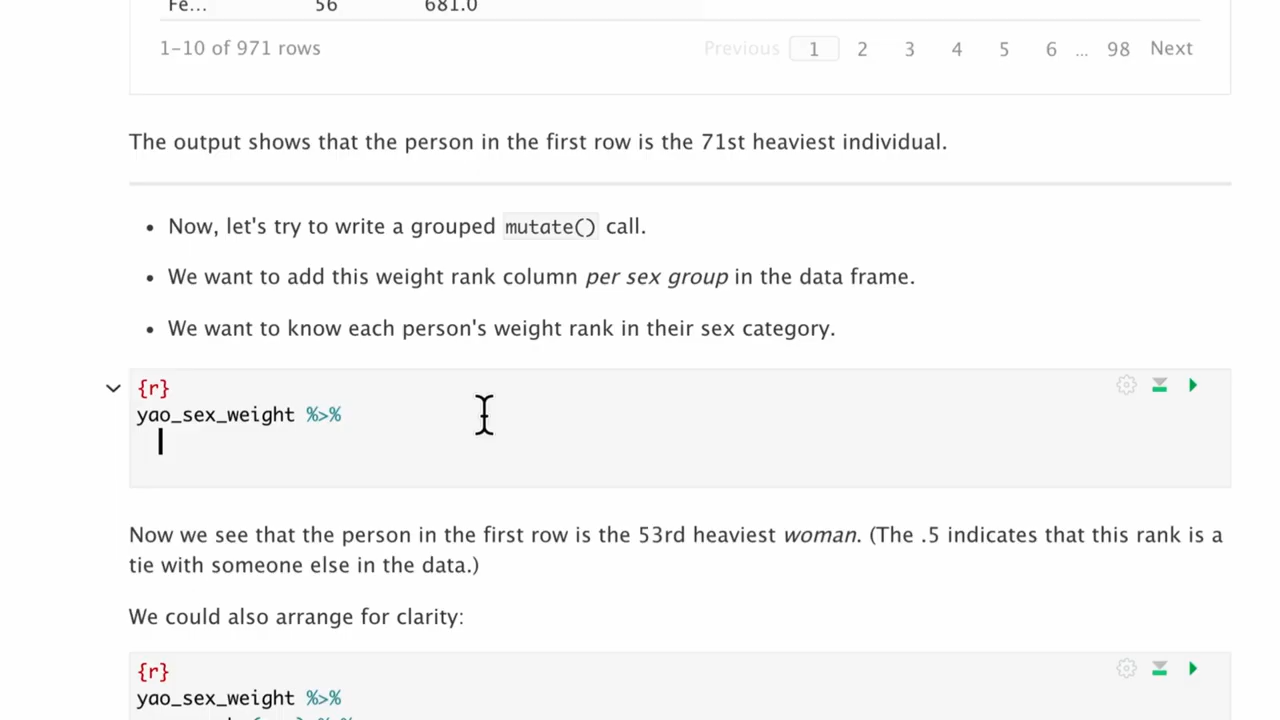 Fe... 56 681.0
1-10 of 971 rows Previous 1 2 3 4 5 6 ... 98 Next
The output shows that the person in the first row is the 71st heaviest individual.
• Now, let's try to write a grouped mutate() call.
• We want to add this weight rank column per sex group in the data frame.
• We want to know each person's weight rank in their sex category.
{r}
yao_sex_weight %>%
Now we see that the person in the first row is the 53rd heaviest woman. (The .5 indicates that this rank is a
tie with someone else in the data.)
We could also arrange for clarity:
{r}
yao_sex_weight %>%